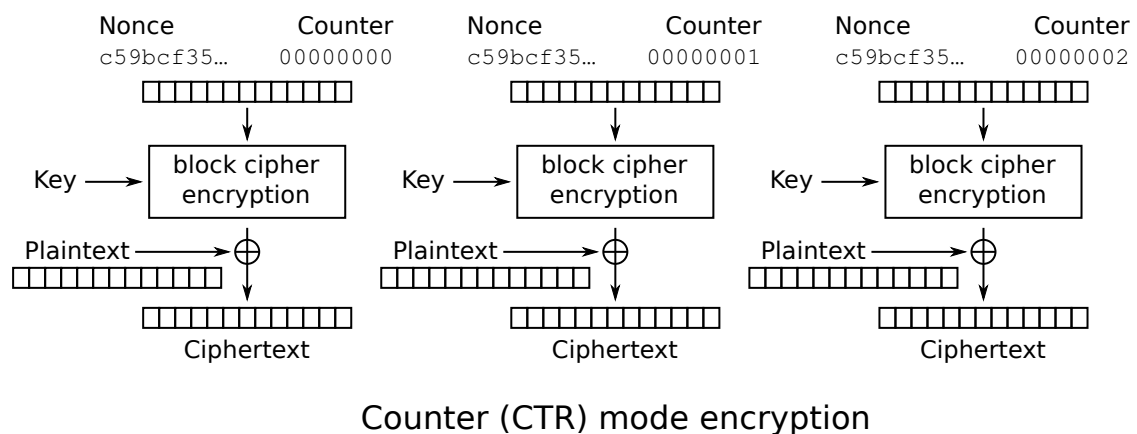 Nonce Counter Nonce Counter Nonce Counter
c59bcf35… 00000000 c59bcf35… 00000001 c59bcf35… 00000002
block cipher block cipher block cipher
Key encryption Key encryption Key encryption
Plaintext Plaintext Plaintext
Ciphertext Ciphertext Ciphertext
Counter (CTR) mode encryption